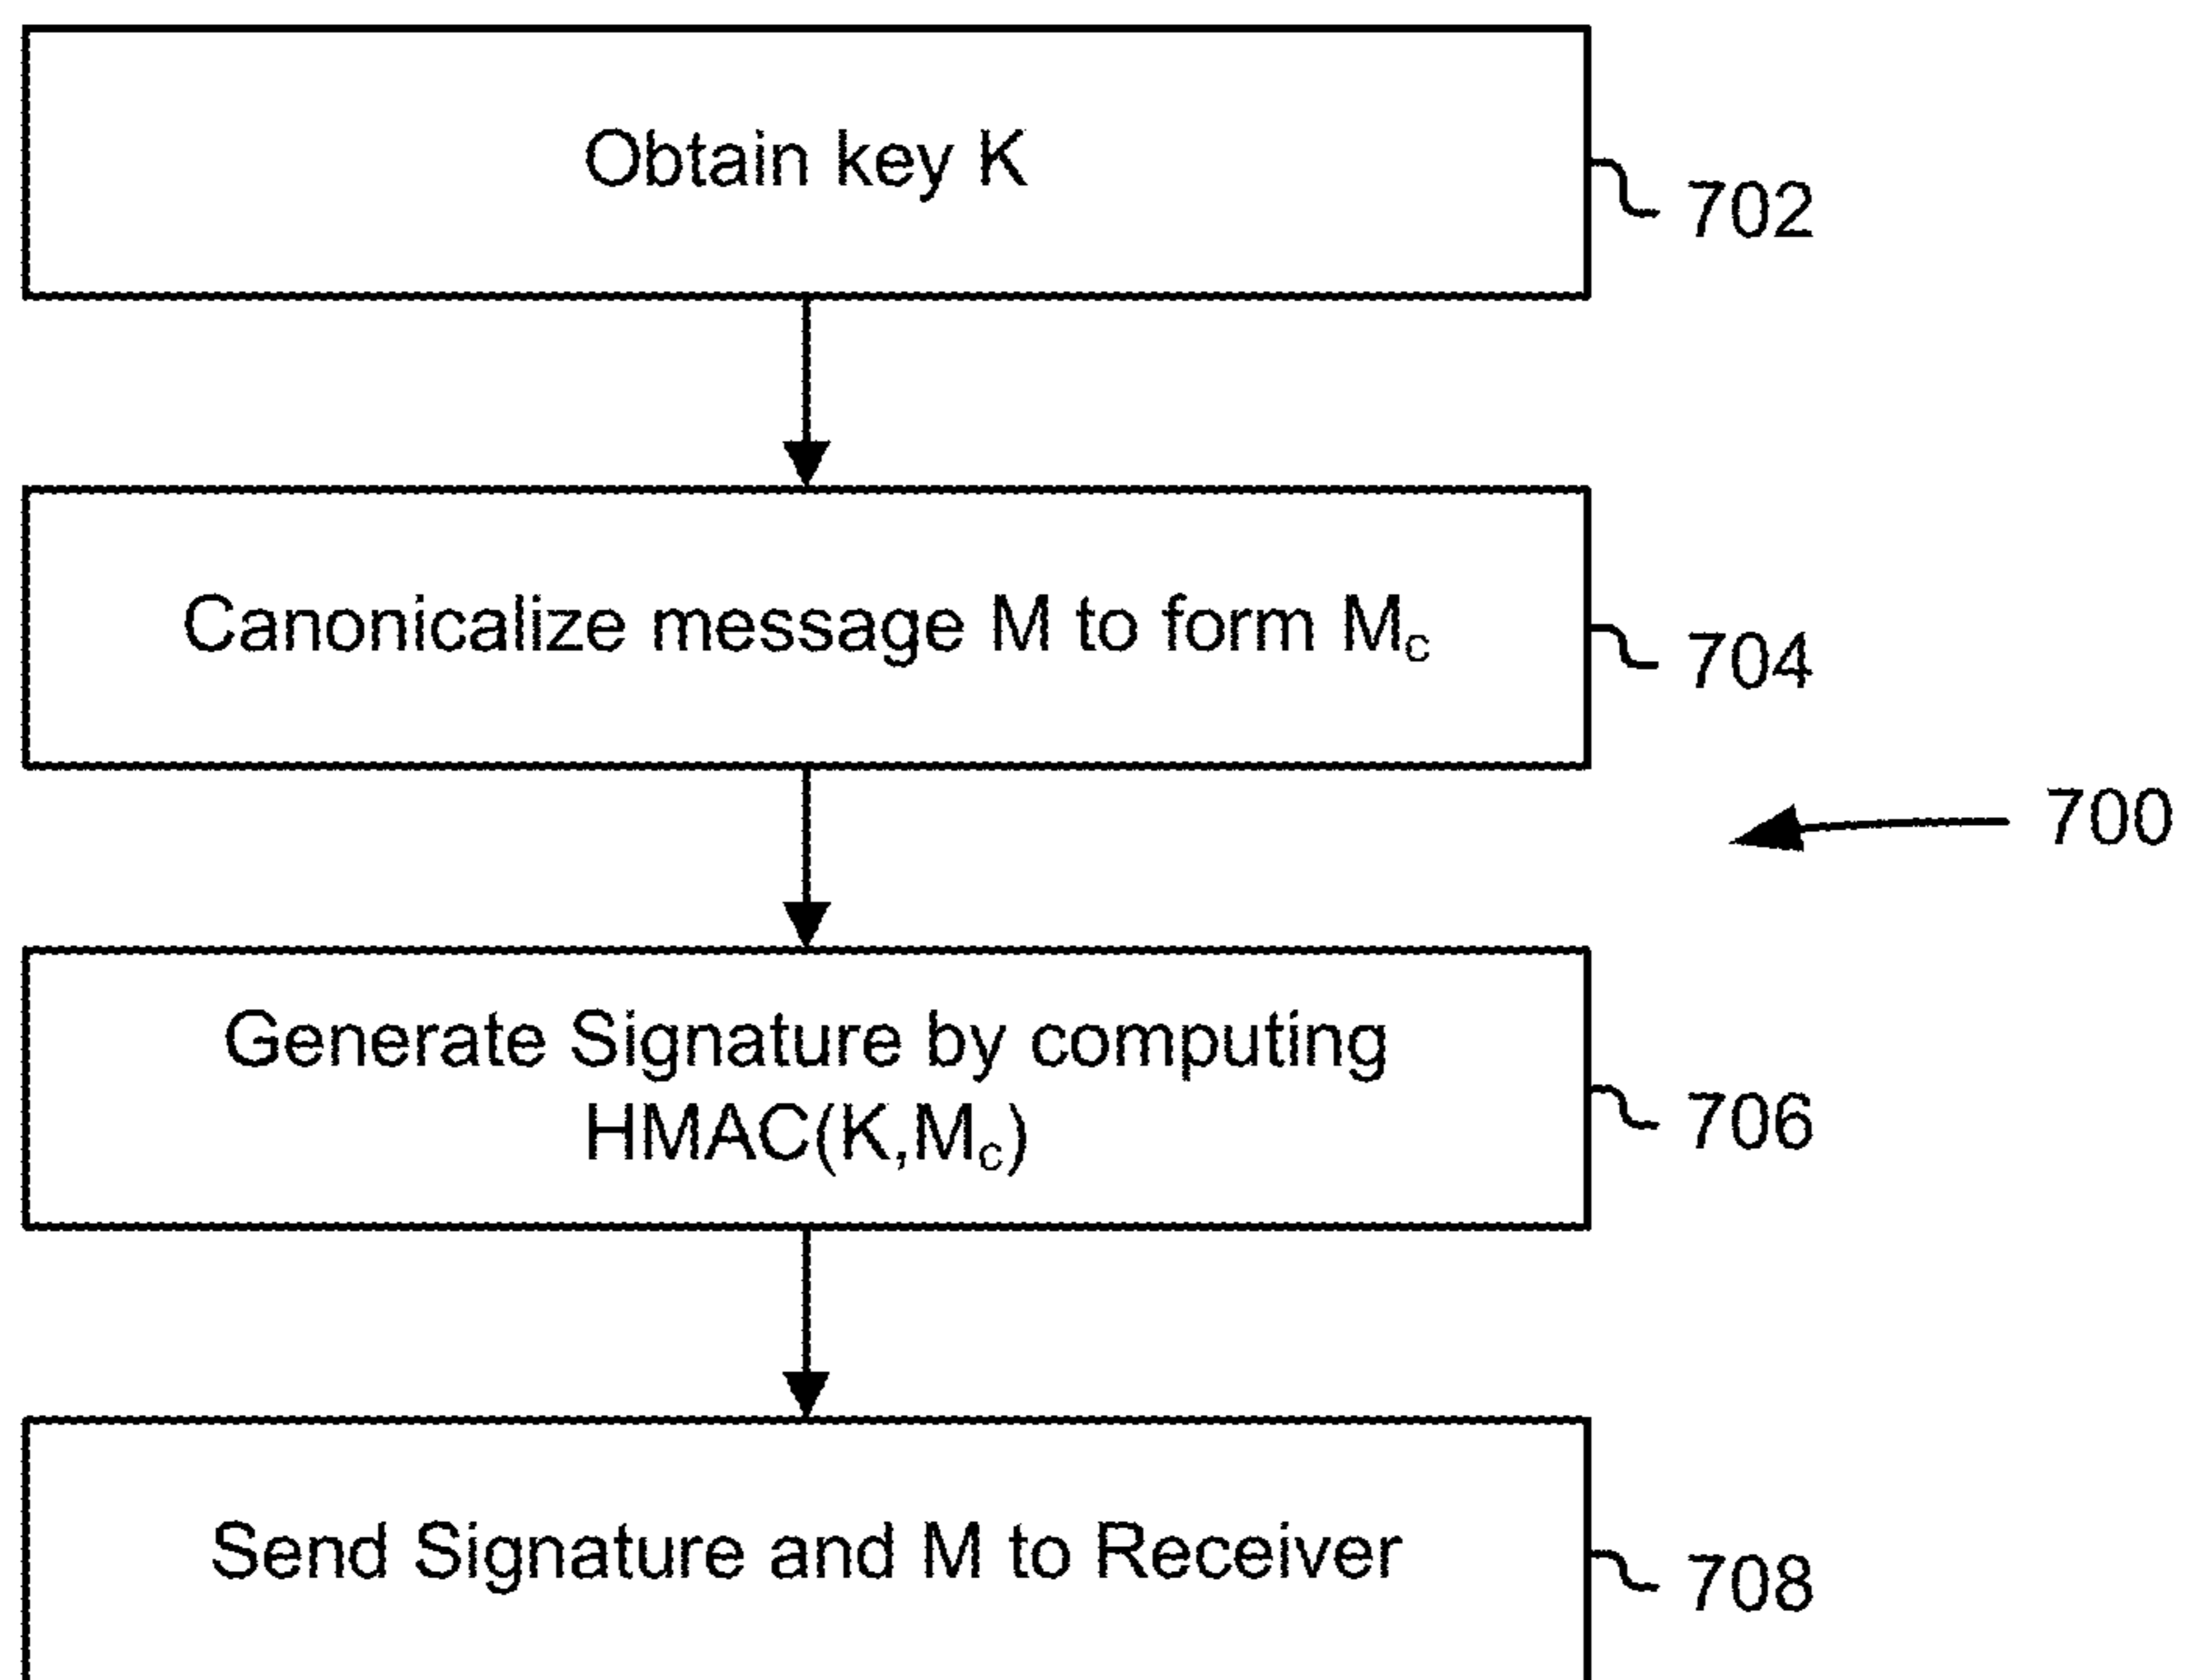 Obtain key K
702
Canonicalize message M to form Mc
704
700
Generate Signature by computing
HMAC(K,Mc)
706
Send Signature and M to Receiver
708